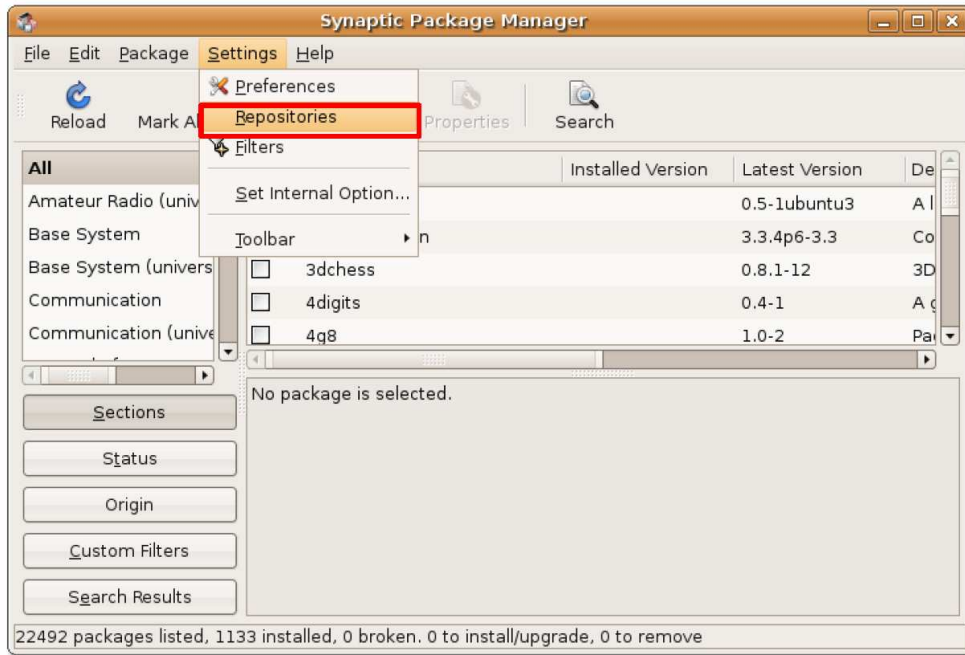 Synaptic Package Manager
File Edit Package Settings Help
Preferences
Repositories
Filters
Set Internal Option...
Toolbar
Reload Mark Properties Search
All
Amateur Radio
Base System
Base System
Communication
Communication
Installed Version Latest Version
0.5-1ubuntu3
3.3.4p6-3.3
3dchess 0.8.1-12 3D
4digits 0.4-1 A
4g8 1.0-2
No package is selected.
Sections
Status
Origin
Custom Filters
Search Results
22492 packages listed, 1133 installed, 0 broken. 0 to install/upgrade, 0 to remove